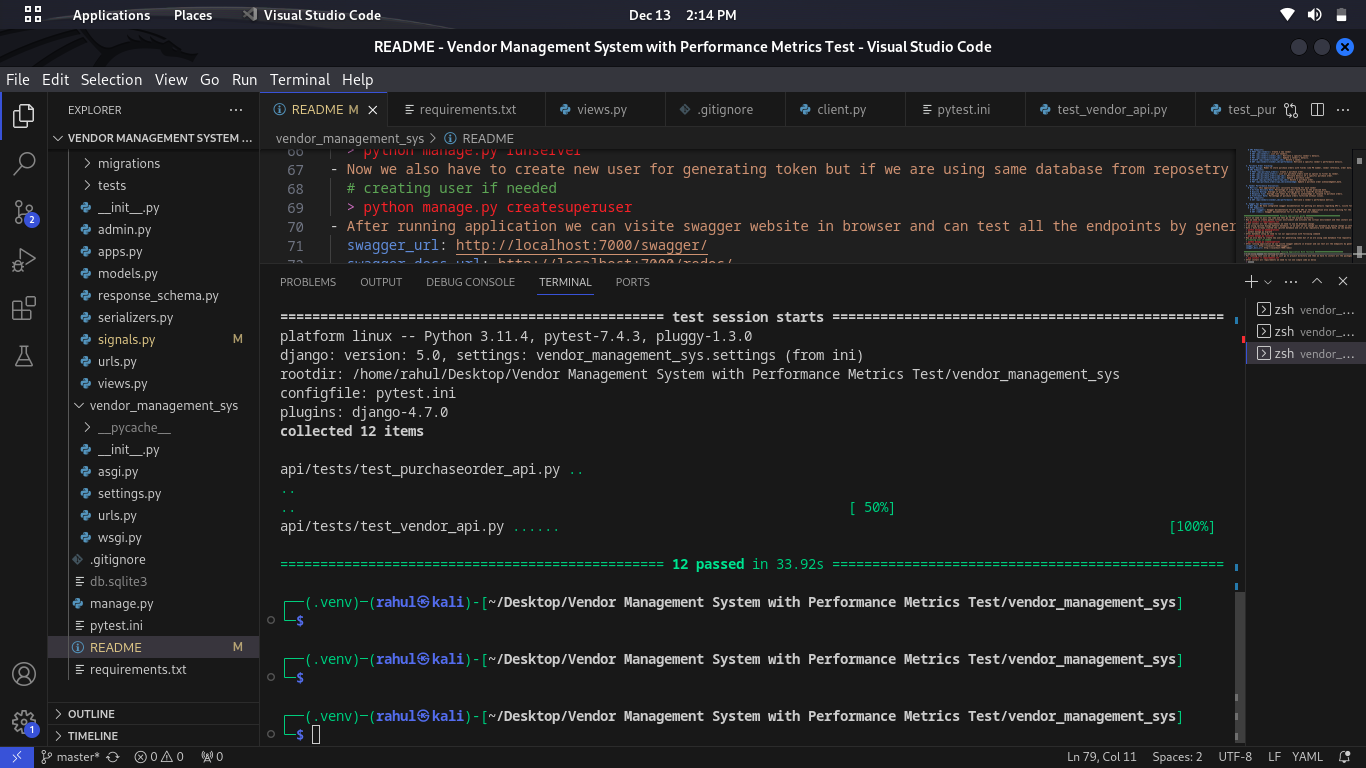 Applications Places Visual Studio Code Dec 13 2:14 PM
README - Vendor Management System with Performance Metrics Test - Visual Studio Code
File Edit Selection View Go Run Terminal Help
EXPLORER ···
VENDOR MANAGEMENT SYSTEM ...
migrations
tests
__init__.py
admin.py
apps.py
models.py
response_schema.py
serializers.py
signals.py M
urls.py
views.py
vendor_management_sys
__pycache__
__init__.py
asgi.py
settings.py
urls.py
wsgi.py
.gitignore
db.sqlite3
manage.py
pytest.ini
README M
requirements.txt
OUTLINE
TIMELINE
2
1
README M requirements.txt views.py .gitignore client.py pytest.ini test_vendor_api.py test_pur ···
vendor_management_sys > README
66 > python manage.py runserver
67 - Now we also have to create new user for generating token but if we are using same database from reposetry
68 # creating user if needed
69 > python manage.py createsuperuser
70 - After running application we can visite swagger website in browser and can test all the endpoints by gener
71 swagger_url: http://localhost:7000/swagger/
72 swagger_docs_url: http://localhost:7000/redoc/
PROBLEMS OUTPUT DEBUG CONSOLE TERMINAL PORTS
================================================ test session starts =================================================
platform linux -- Python 3.11.4, pytest-7.4.3, pluggy-1.3.0
django: version: 5.0, settings: vendor_management_sys.settings (from ini)
rootdir: /home/rahul/Desktop/Vendor Management System with Performance Metrics Test/vendor_management_sys
configfile: pytest.ini
plugins: django-4.7.0
collected 12 items
api/tests/test_purchaseorder_api.py ..
..
.. [ 50%]
api/tests/test_vendor_api.py ...... [100%]
================================================ 12 passed in 33.92s =================================================
┌──(.venv)─(rahul㉿kali)-[~/Desktop/Vendor Management System with Performance Metrics Test/vendor_management_sys]
└─$
┌──(.venv)─(rahul㉿kali)-[~/Desktop/Vendor Management System with Performance Metrics Test/vendor_management_sys]
└─$
┌──(.venv)─(rahul㉿kali)-[~/Desktop/Vendor Management System with Performance Metrics Test/vendor_management_sys]
└─$
zsh vendor_...
zsh vendor_...
zsh vendor_...
master* 0 0 0 Ln 79, Col 11 Spaces: 2 UTF-8 LF YAML